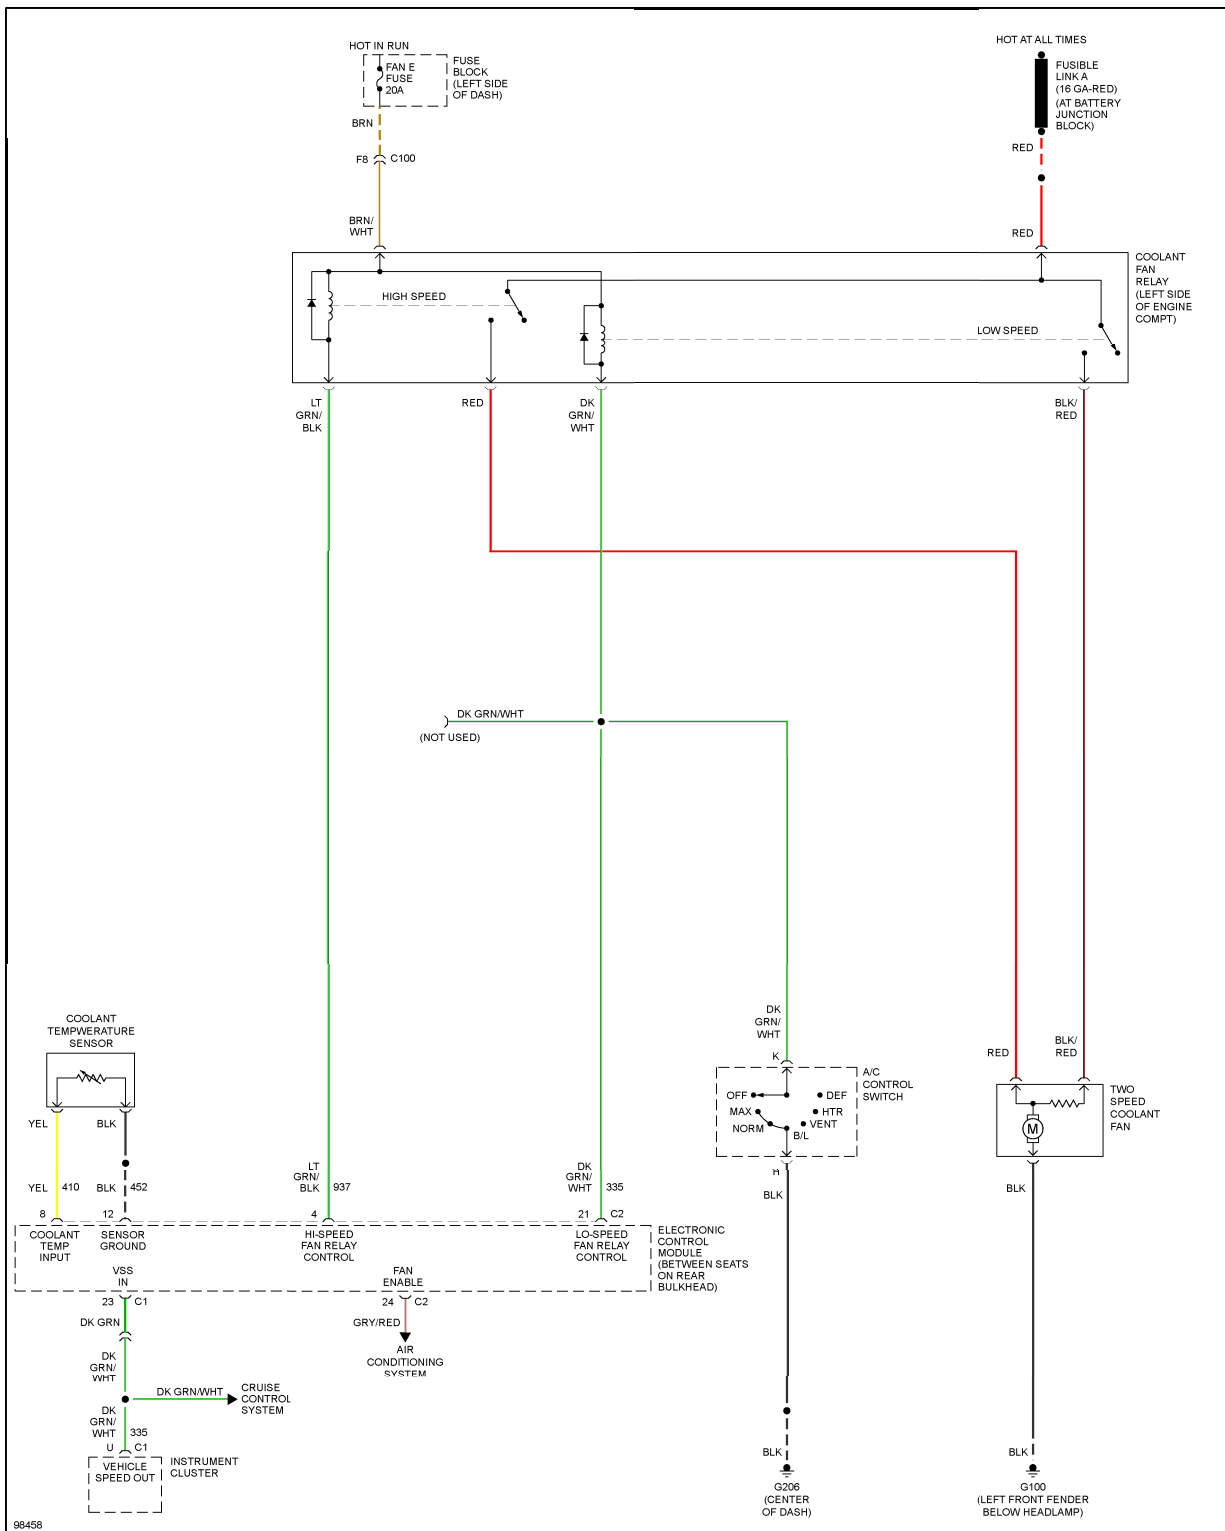 HOT IN RUN
FAN E
FUSE
20A
FUSE
BLOCK
(LEFT SIDE
OF DASH)
BRN
F8 C100
BRN/
WHT
HOT AT ALL TIMES
FUSIBLE
LINK A
(16 GA-RED)
(AT BATTERY
JUNCTION
BLOCK)
RED
RED
COOLANT
FAN
RELAY
(LEFT SIDE
OF ENGINE
COMPT)
HIGH SPEED
LOW SPEED
LT
GRN/
BLK
RED
DK
GRN/
WHT
BLK/
RED
DK GRN/WHT
(NOT USED)
COOLANT
TEMPWERATURE
SENSOR
YEL
BLK
YEL 410
BLK 452
LT
GRN/
BLK 937
DK
GRN/
WHT 335
DK
GRN/
WHT
K
A/C
CONTROL
SWITCH
OFF
MAX
NORM
B/L
VENT
HTR
DEF
H
BLK
RED
BLK/
RED
TWO
SPEED
COOLANT
FAN
M
BLK
8
12
4
21 C2
COOLANT
TEMP
INPUT
SENSOR
GROUND
HI-SPEED
FAN RELAY
CONTROL
LO-SPEED
FAN RELAY
CONTROL
ELECTRONIC
CONTROL
MODULE
(BETWEEN SEATS
ON REAR
BULKHEAD)
VSS
IN
FAN
ENABLE
23 C1
24 C2
DK GRN
GRY/RED
AIR
CONDITIONING
SYSTEM
DK
GRN/
WHT
DK GRN/WHT
CRUISE
CONTROL
SYSTEM
DK
GRN/
WHT 335
U C1
VEHICLE
SPEED OUT
INSTRUMENT
CLUSTER
BLK
G206
(CENTER
OF DASH)
BLK
G100
(LEFT FRONT FENDER
BELOW HEADLAMP)
98458